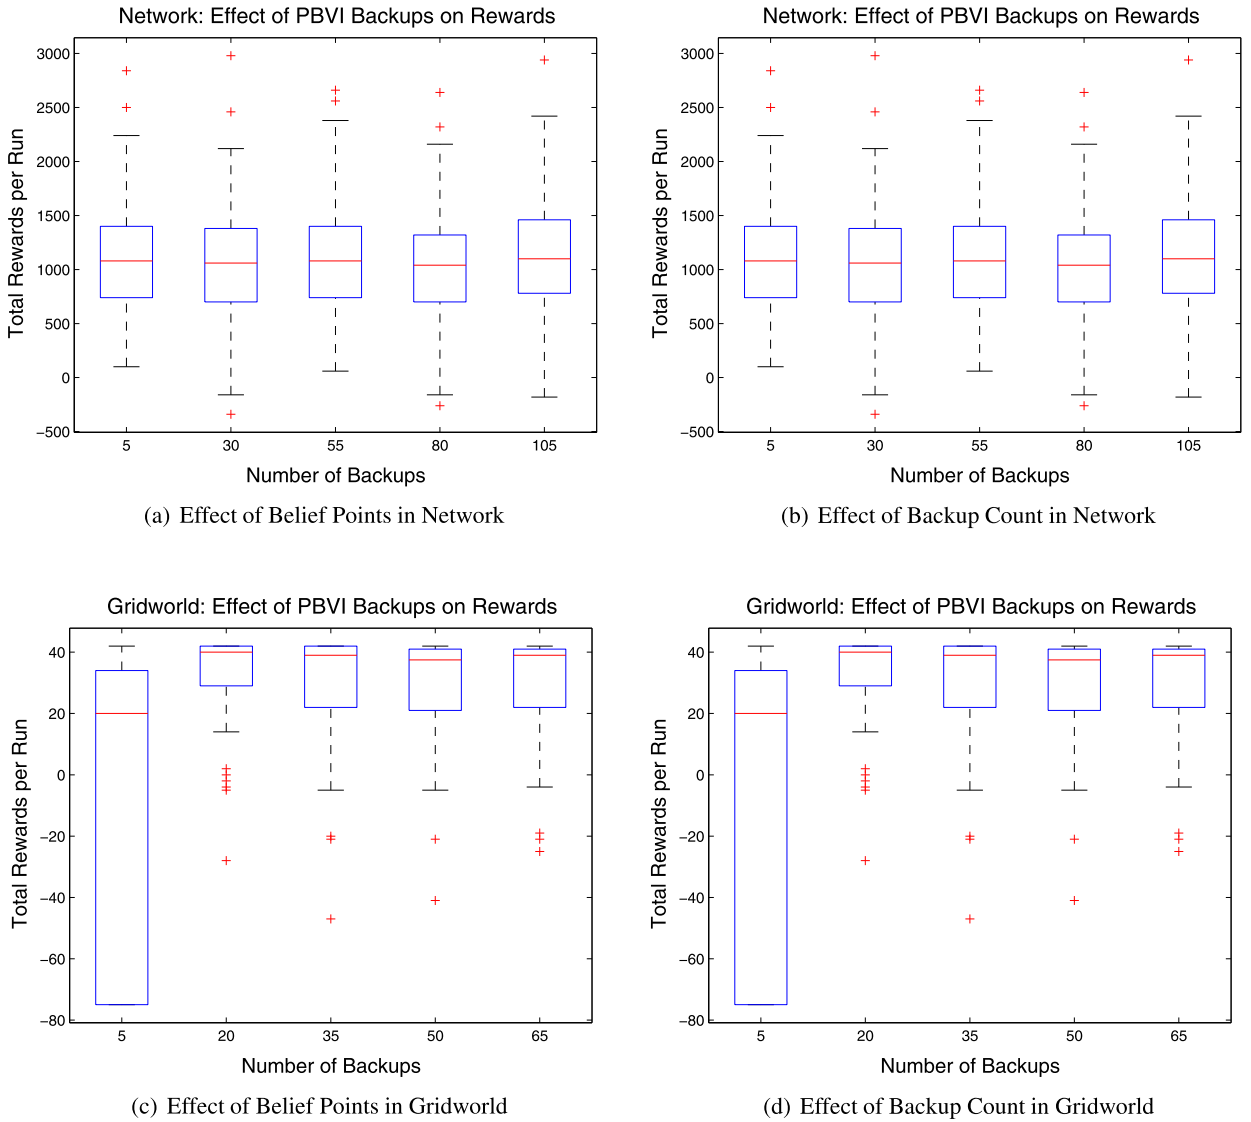 Network: Effect of PBVI Backups on Rewards
3000
2500
2000
1500
1000
500
0
−500
Total Rewards per Run
5 30 55 80 105
Number of Backups
(a) Effect of Belief Points in Network
Network: Effect of PBVI Backups on Rewards
3000
2500
2000
1500
1000
500
0
−500
Total Rewards per Run
5 30 55 80 105
Number of Backups
(b) Effect of Backup Count in Network
Gridworld: Effect of PBVI Backups on Rewards
40
20
0
−20
−40
−60
−80
Total Rewards per Run
5 20 35 50 65
Number of Backups
(c) Effect of Belief Points in Gridworld
Gridworld: Effect of PBVI Backups on Rewards
40
20
0
−20
−40
−60
−80
Total Rewards per Run
5 20 35 50 65
Number of Backups
(d) Effect of Backup Count in Gridworld